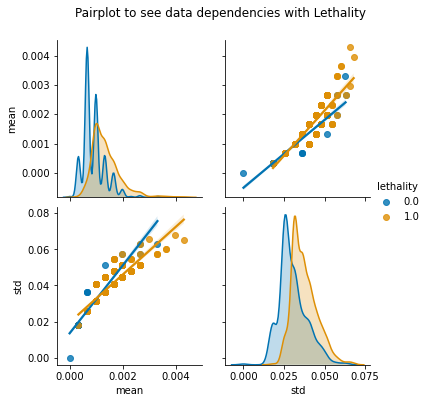 Pairplot to see data dependencies with Lethality
0.004
0.003
0.002
0.001
0.000
mean
lethality
0.0
1.0
0.08
0.06
0.04
0.02
0.00
std
0.000 0.002 0.004
mean
0.000 0.025 0.050 0.075
std